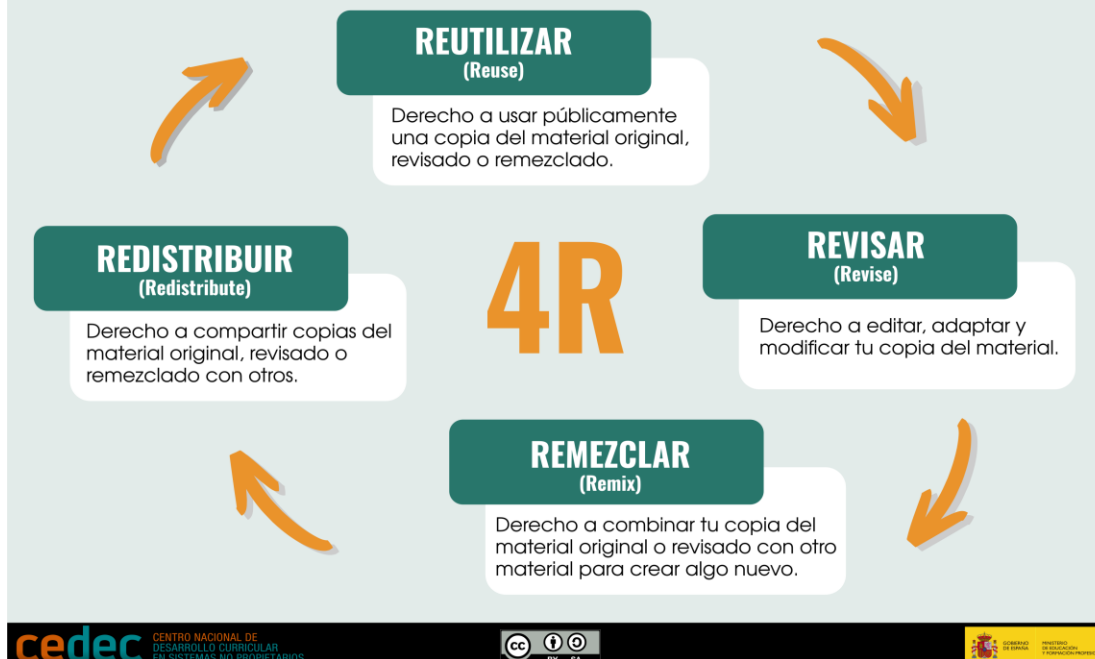 REUTILIZAR
(Reuse)
Derecho a usar públicamente
una copia del material original,
revisado o remezclado.
REVISAR
(Revise)
Derecho a editar, adaptar y
modificar tu copia del material.
4R
REDISTRIBUIR
(Redistribute)
Derecho a compartir copias del
material original, revisado o
remezclado con otros.
REMEZCLAR
(Remix)
Derecho a combinar tu copia del
material original o revisado con otro
material para crear algo nuevo.
cedec
CENTRO NACIONAL DE
DESARROLLO CURRICULAR
EN SISTEMAS NO PROPIETARIOS
cc
BY SA
GOBIERNO
DE ESPAÑA
MINISTERIO
DE EDUCACIÓN
Y FORMACIÓN